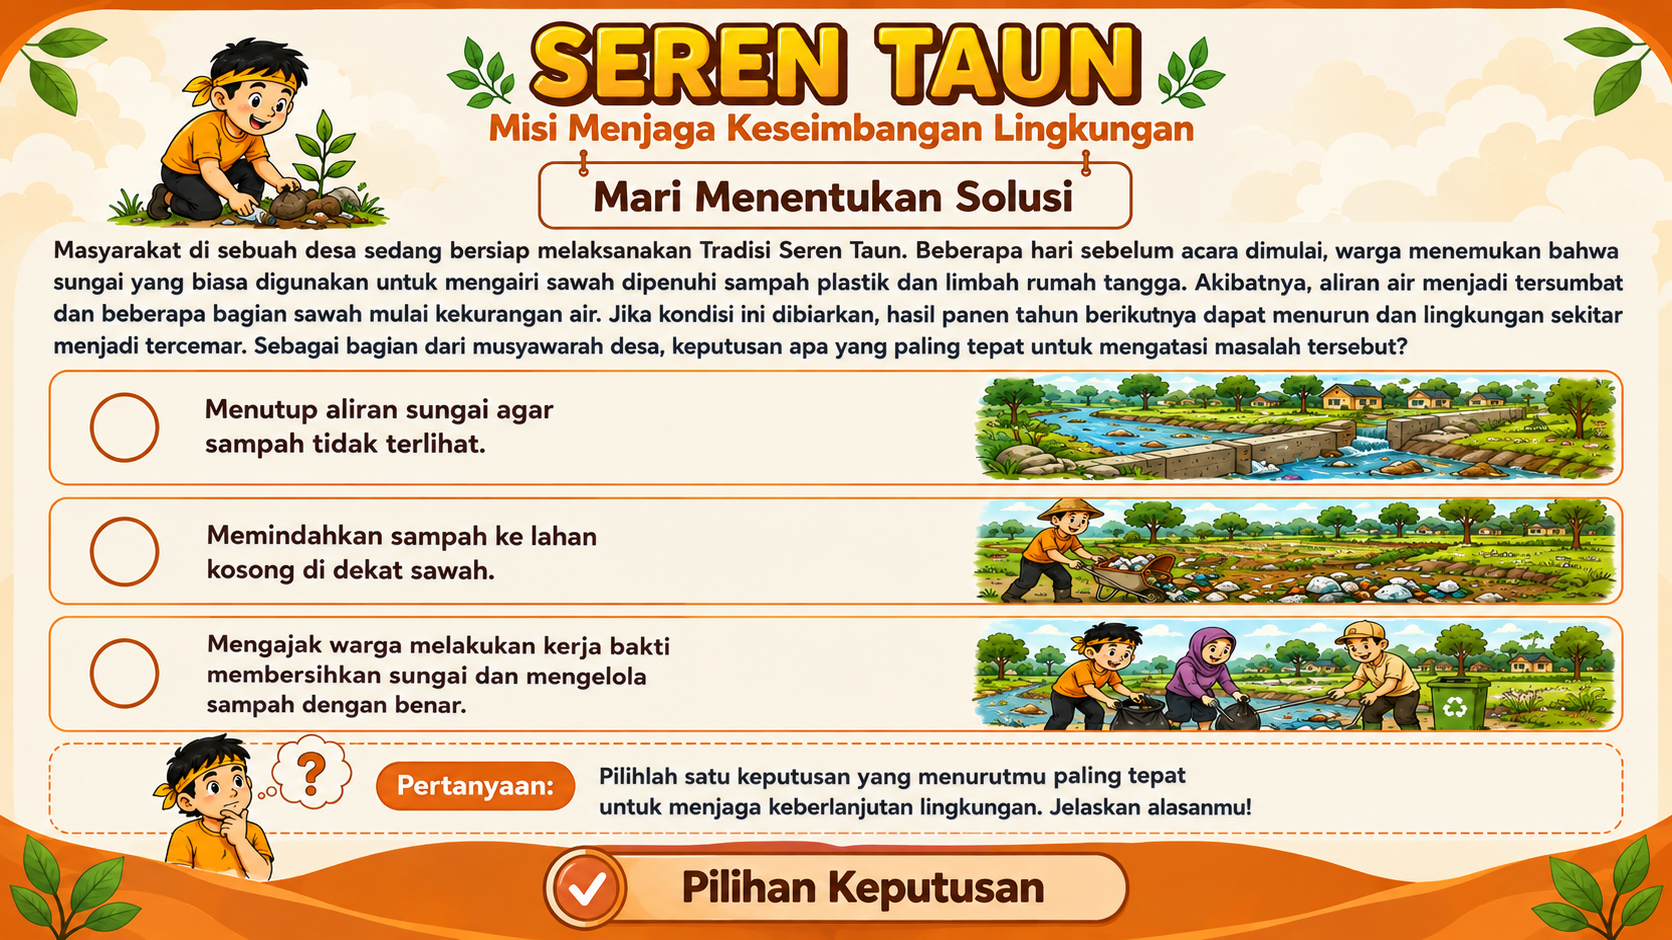 SEREN TAUN
Misi Menjaga Keseimbangan Lingkungan
Mari Menentukan Solusi
Masyarakat di sebuah desa sedang bersiap melaksanakan Tradisi Seren Taun. Beberapa hari sebelum acara dimulai, warga menemukan bahwa
sungai yang biasa digunakan untuk mengairi sawah dipenuhi sampah plastik dan limbah rumah tangga. Akibatnya, aliran air menjadi tersumbat
dan beberapa bagian sawah mulai kekurangan air. Jika kondisi ini dibiarkan, hasil panen tahun berikutnya dapat menurun dan lingkungan sekitar
menjadi tercemar. Sebagai bagian dari musyawarah desa, keputusan apa yang paling tepat untuk mengatasi masalah tersebut?
Menutup aliran sungai agar
sampah tidak terlihat.
Memindahkan sampah ke lahan
kosong di dekat sawah.
Mengajak warga melakukan kerja bakti
membersihkan sungai dan mengelola
sampah dengan benar.
?
Pertanyaan:
Pilihlah satu keputusan yang menurutmu paling tepat
untuk menjaga keberlanjutan lingkungan. Jelaskan alasanmu!
Pilihan Keputusan